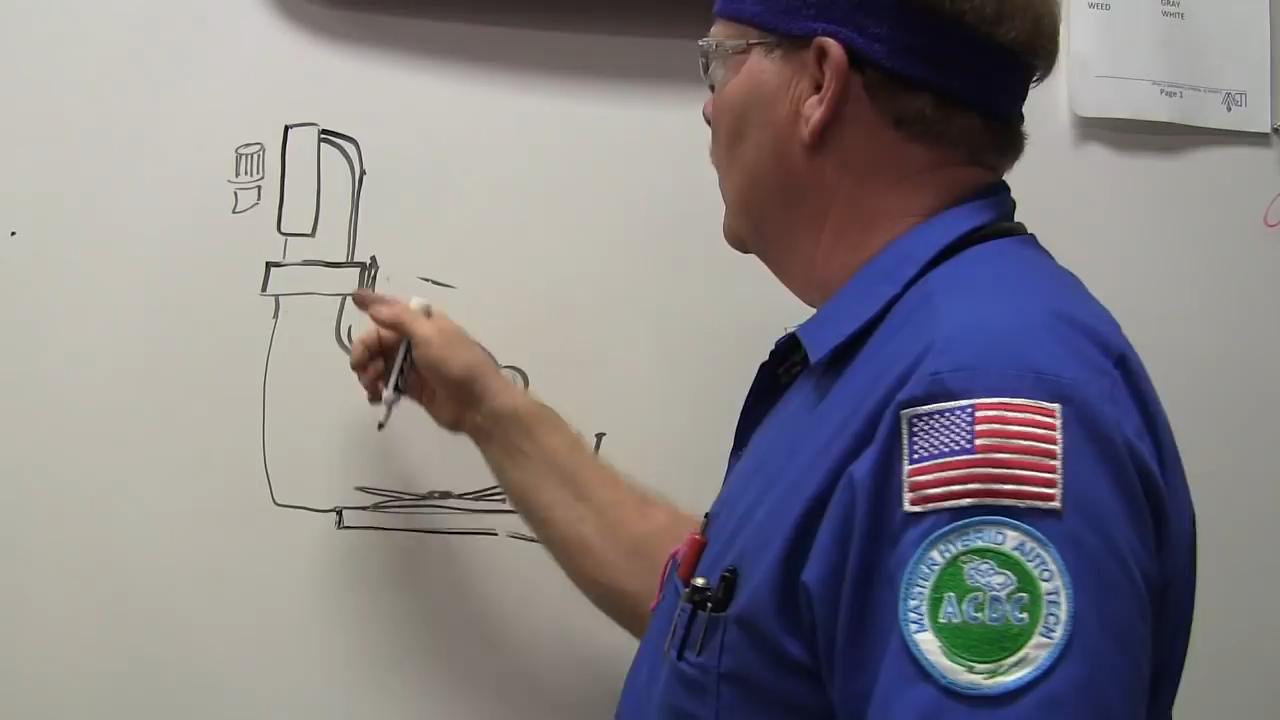 WEED
GRAY
WHITE
Page 1
MASTER HYBRID AUTO TECH
ACDC